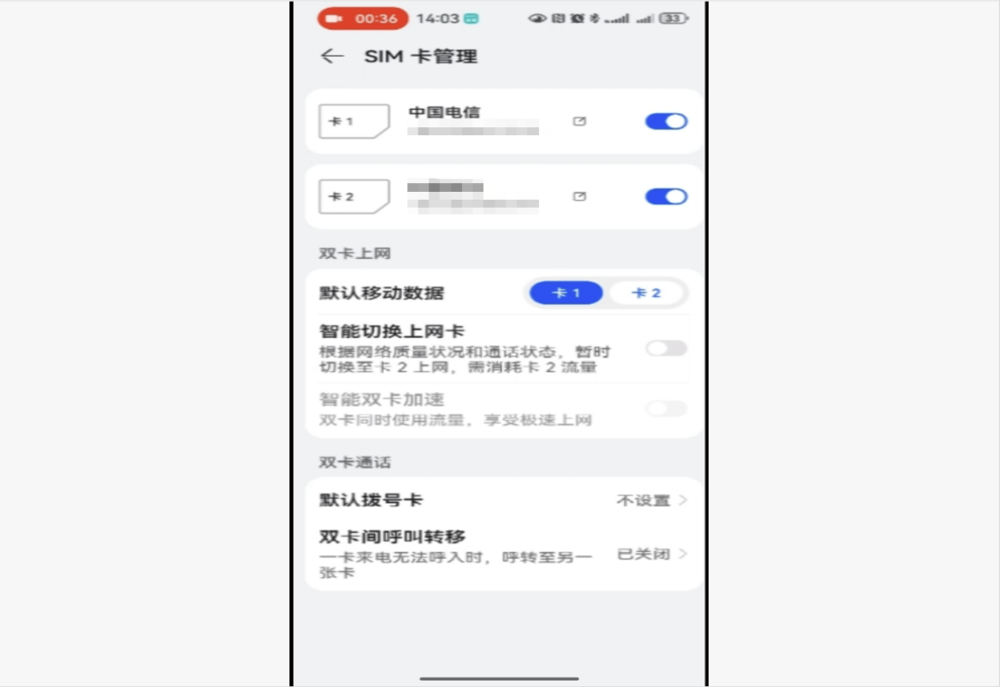 00:36 14:03 33
SIM 卡管理
卡 1
中国电信
卡 2
双卡上网
默认移动数据
卡 1
卡 2
智能切换上网卡
根据网络质量状况和通话状态，暂时
切换至卡 2 上网，需消耗卡 2 流量
智能双卡加速
双卡同时使用流量，享受极速上网
双卡通话
默认拨号卡
不设置
双卡间呼叫转移
一卡来电无法呼入时，呼转至另一
张卡
已关闭